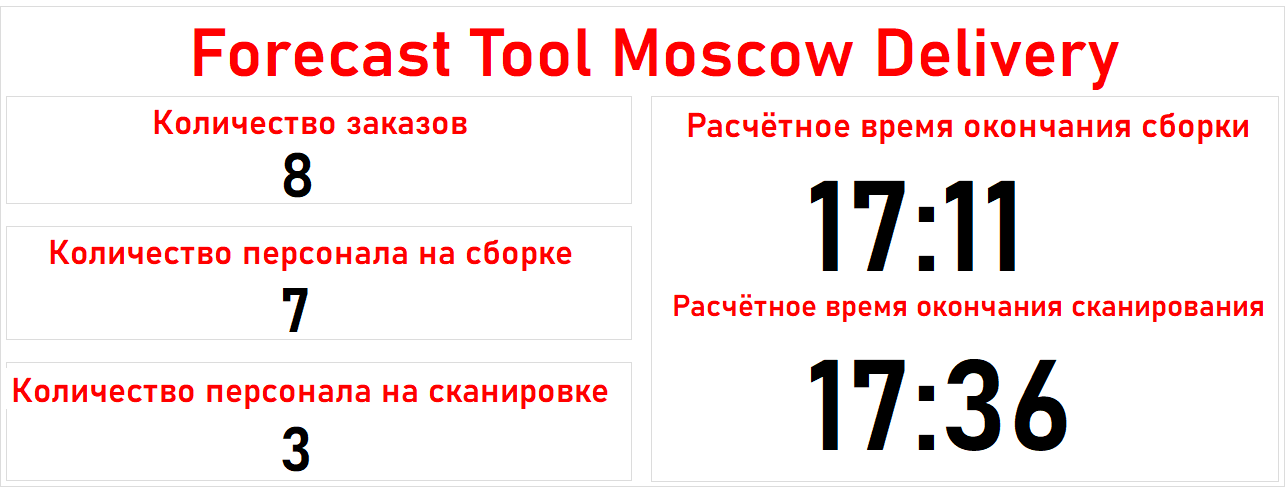 Forecast Tool Moscow Delivery
Количество заказов
8
Количество персонала на сборке
7
Количество персонала на сканировке
3
Расчётное время окончания сборки
17:11
Расчётное время окончания сканирования
17:36